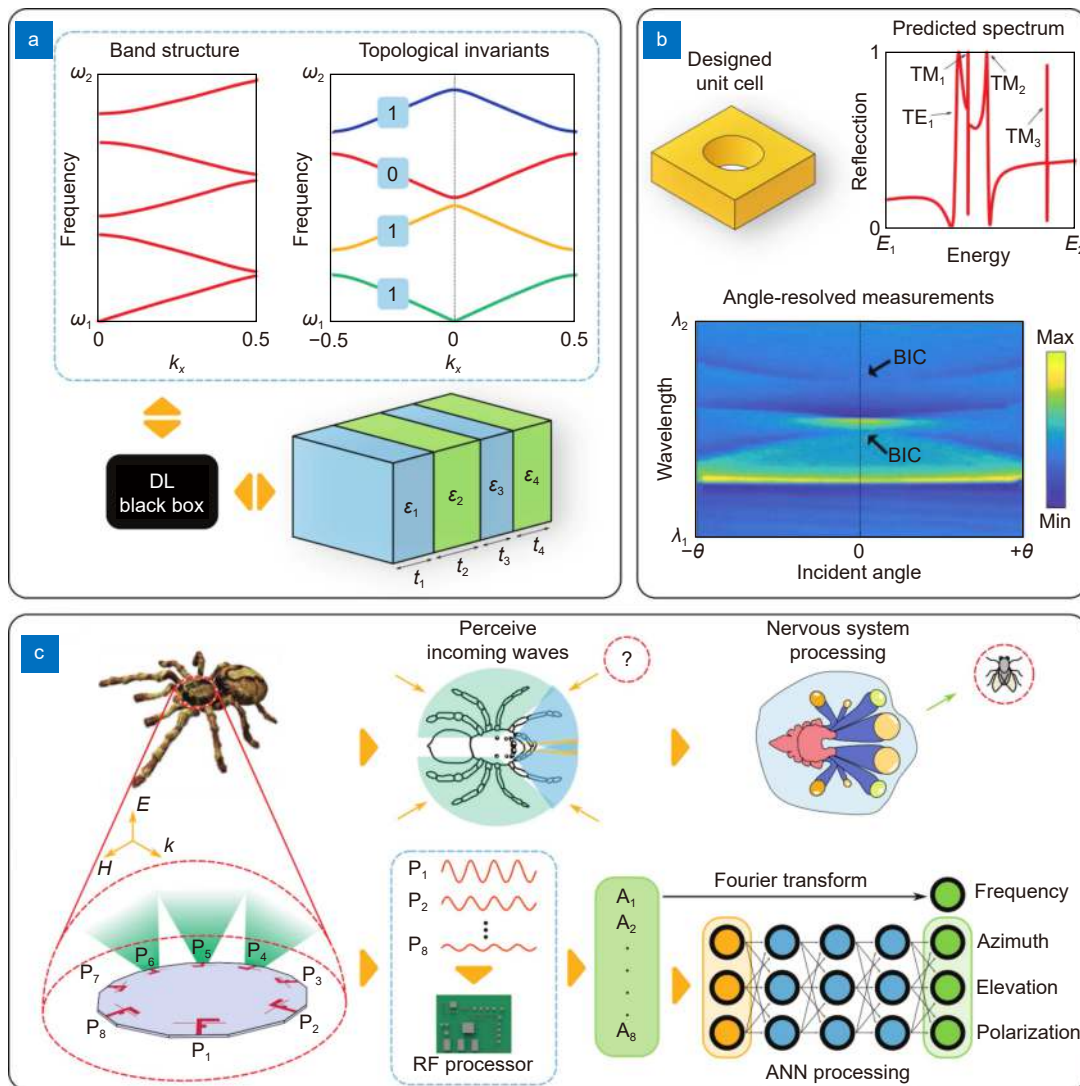 a
Band structure
Topological invariants
ω₂
ω₂
Frequency
Frequency
1
0
1
1
ω₁
ω₁
0
0.5
−0.5
0
0.5
kₓ
kₓ
DL
black box
ε₁
ε₂
ε₃
ε₄
t₁
t₂
t₃
t₄
b
Designed
unit cell
Predicted spectrum
1
TM₁
TM₂
TE₁
TM₃
Reflecction
0
E₁
E₂
Energy
Angle-resolved measurements
λ₂
Max
BIC
Wavelength
BIC
Min
λ₁
−θ
0
+θ
Incident angle
c
Perceive
incoming waves
?
Nervous system
processing
E
H
k
P₆
P₅
P₄
P₇
P₃
P₈
P₂
P₁
P₁
P₂
P₈
RF processor
A₁
A₂
.
.
.
.
A₈
Fourier transform
Frequency
Azimuth
Elevation
Polarization
ANN processing